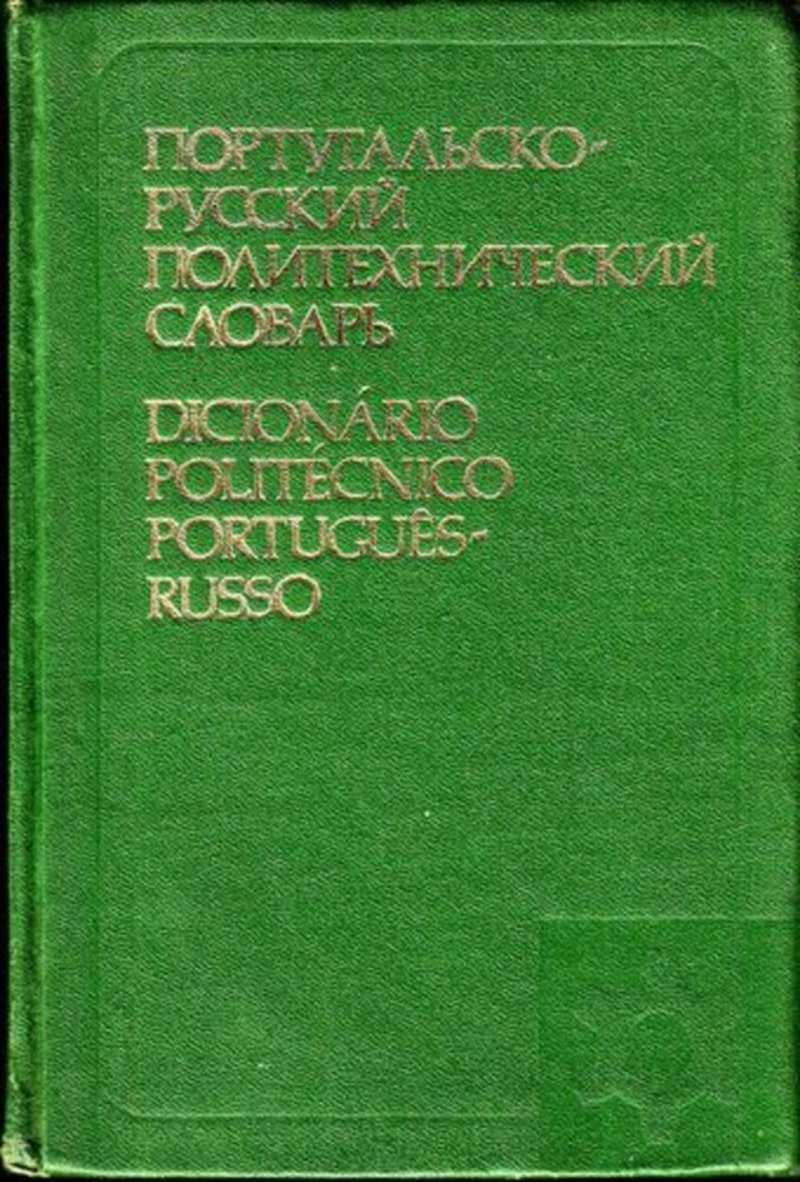 ПОРТУГАЛЬСКО-
РУССКИЙ
ПОЛИТЕХНИЧЕСКИЙ
СЛОВАРЬ
DICIONÁRIO
POLITÉCNICO
PORTUGUÊS-
RUSSO